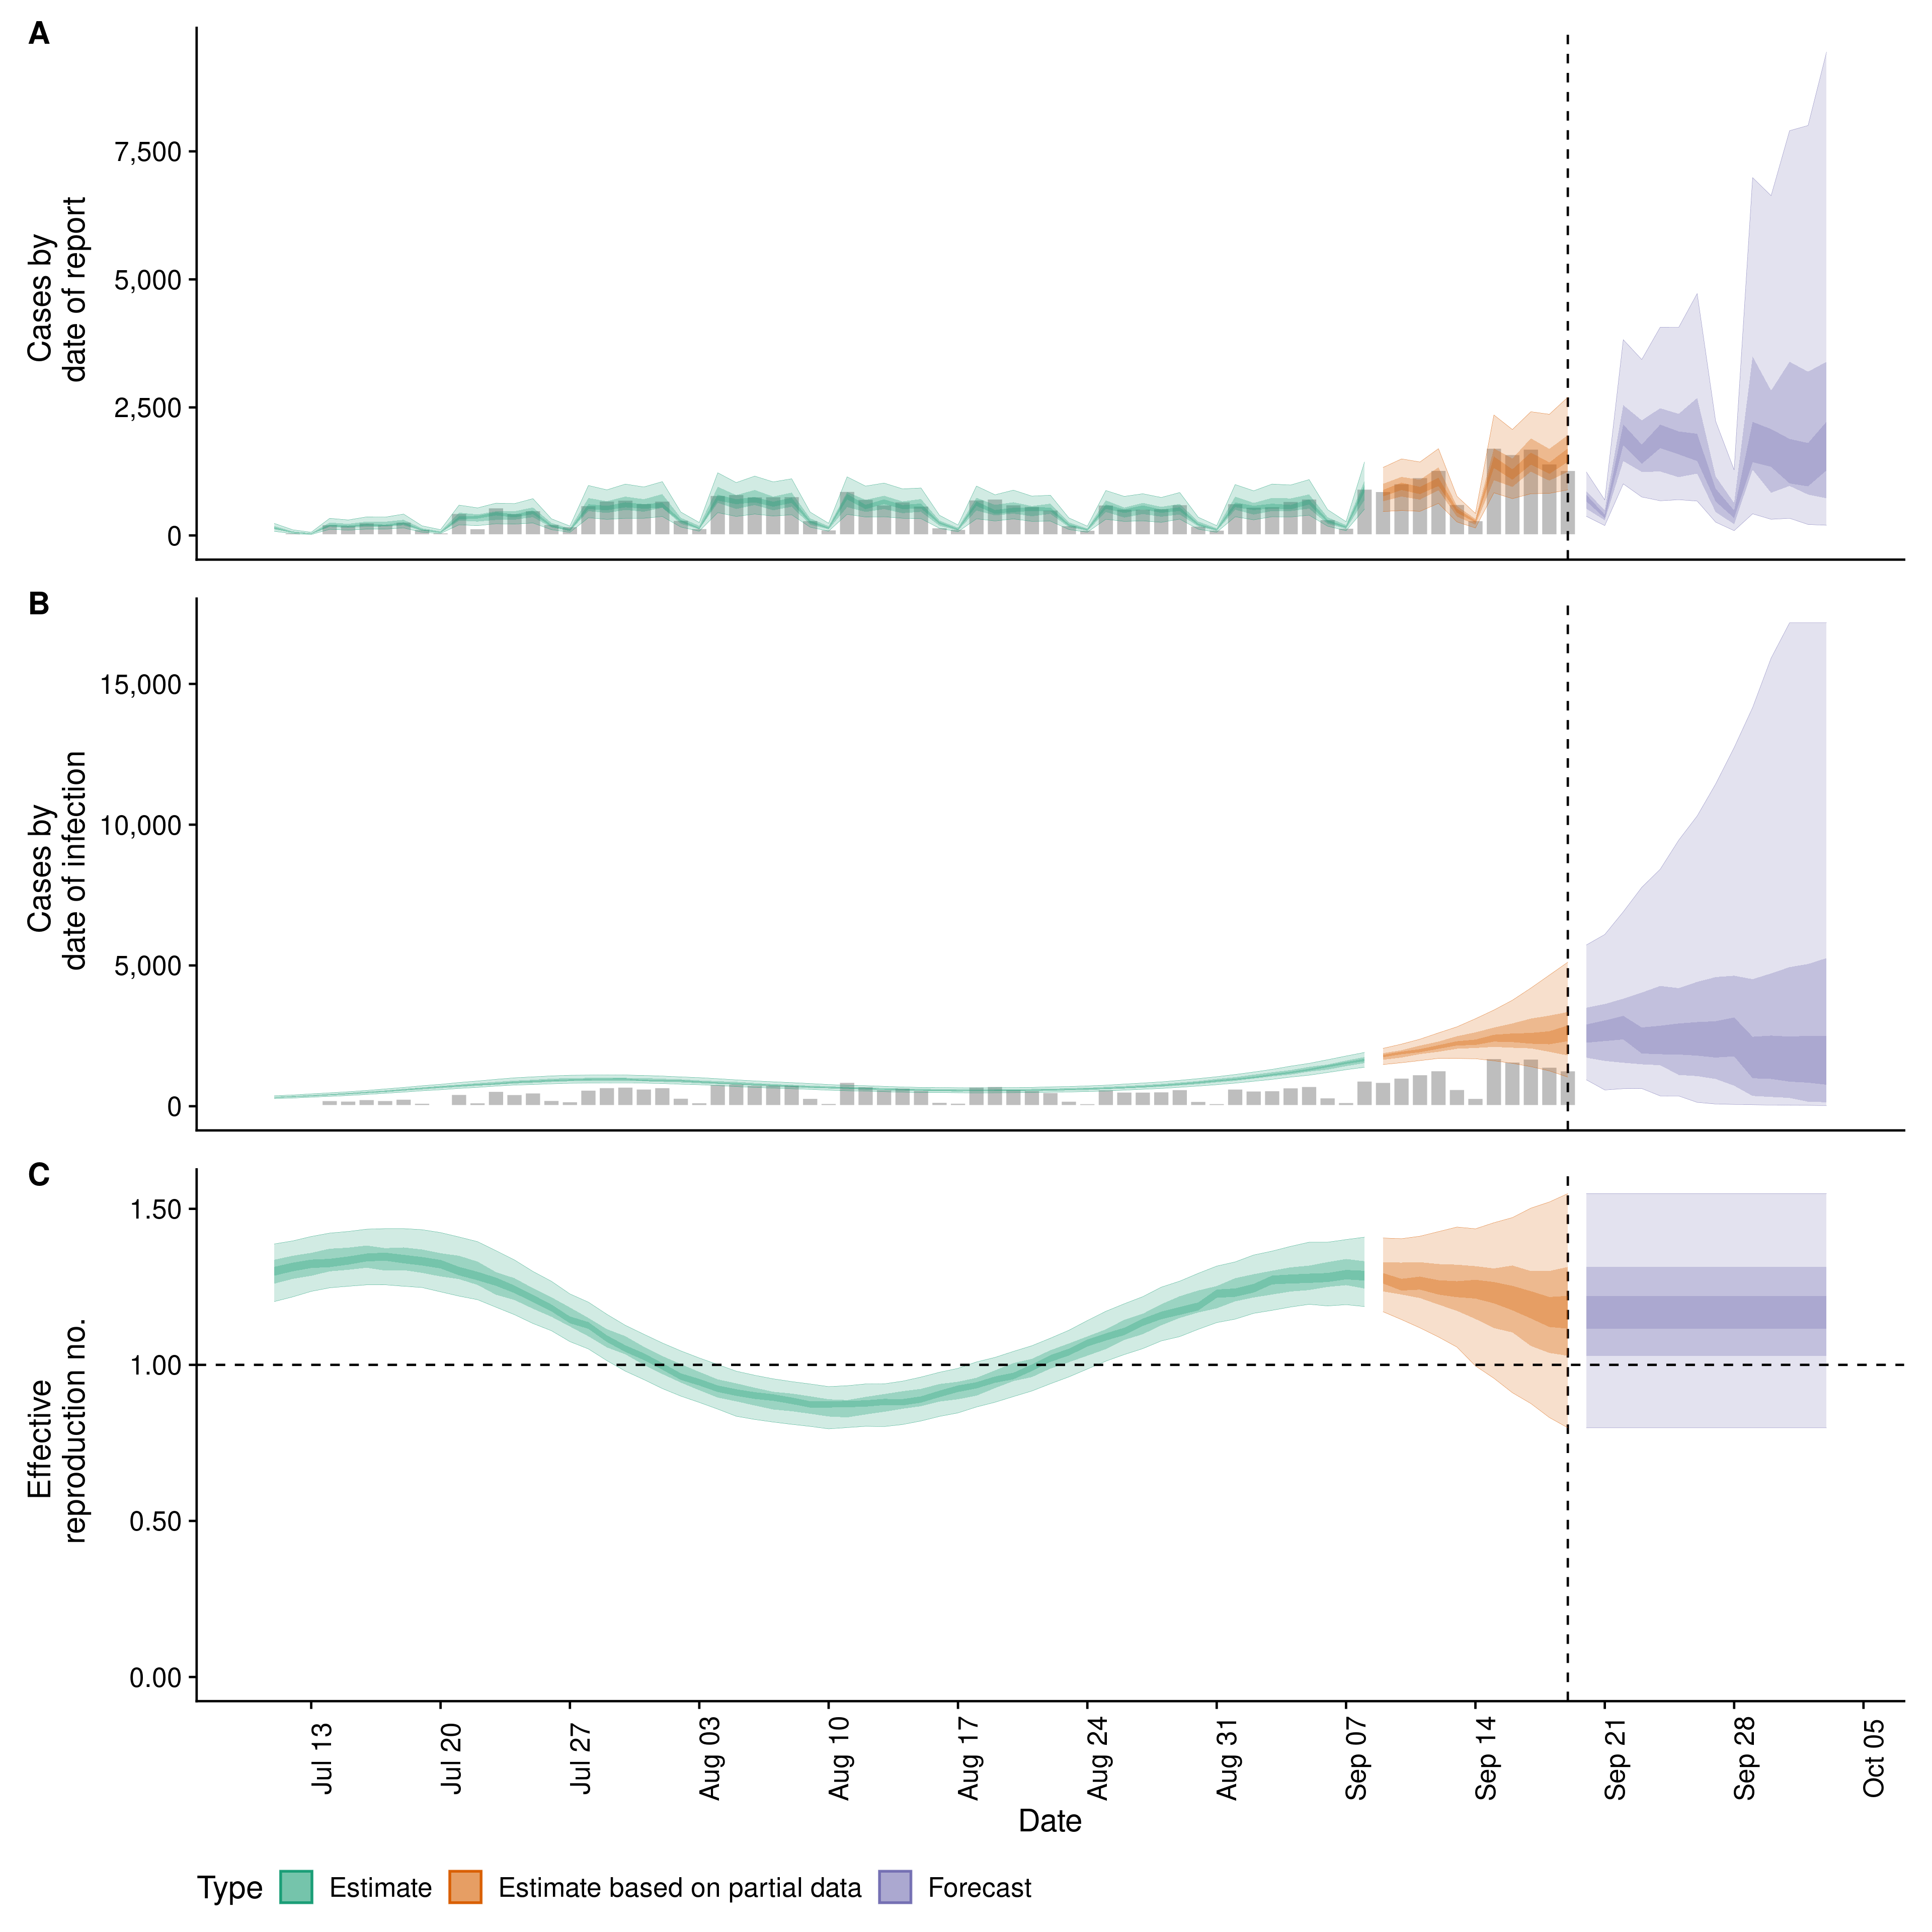 A
Cases by
date of report
7,500
5,000
2,500
0
B
Cases by
date of infection
15,000
10,000
5,000
0
C
Effective
reproduction no.
1.50
1.00
0.50
0.00
Jul 13
Jul 20
Jul 27
Aug 03
Aug 10
Aug 17
Aug 24
Aug 31
Sep 07
Sep 14
Sep 21
Sep 28
Oct 05
Date
Type Estimate Estimate based on partial data Forecast